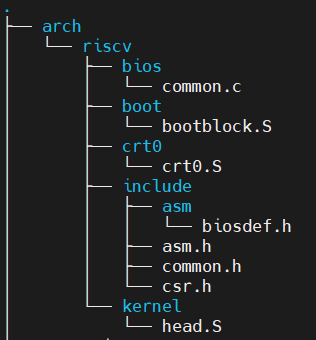 .
├── arch
│   └── riscv
│       ├── bios
│       │   └── common.c
│       ├── boot
│       │   └── bootblock.S
│       ├── crt0
│       │   └── crt0.S
│       ├── include
│       │   ├── asm
│       │   │   └── biosdef.h
│       │   ├── asm.h
│       │   ├── common.h
│       │   └── csr.h
│       └── kernel
│           └── head.S